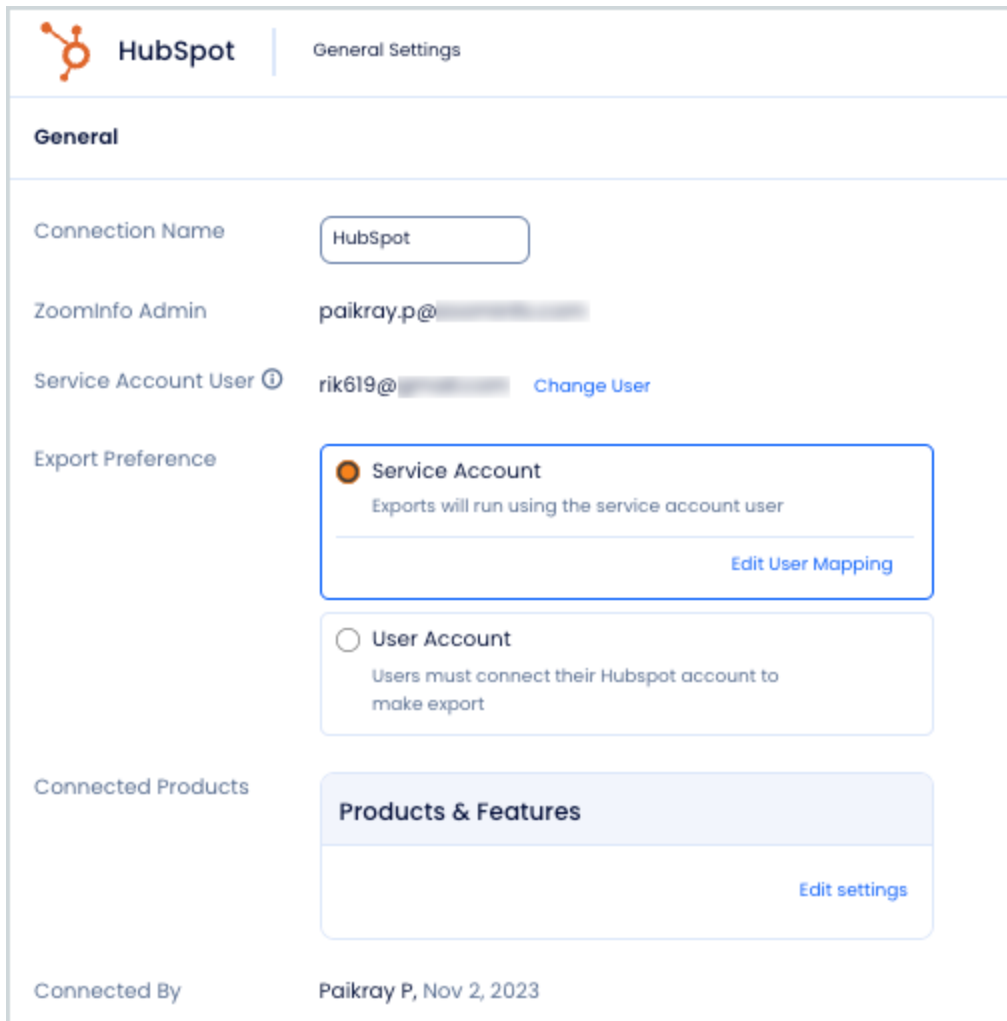 HubSpot
General Settings
General
Connection Name
HubSpot
ZoomInfo Admin
paikray.p@
Service Account User
rik619@
Change User
Export Preference
Service Account
Exports will run using the service account user
Edit User Mapping
User Account
Users must connect their Hubspot account to
make export
Connected Products
Products & Features
Edit settings
Connected By
Paikray P, Nov 2, 2023